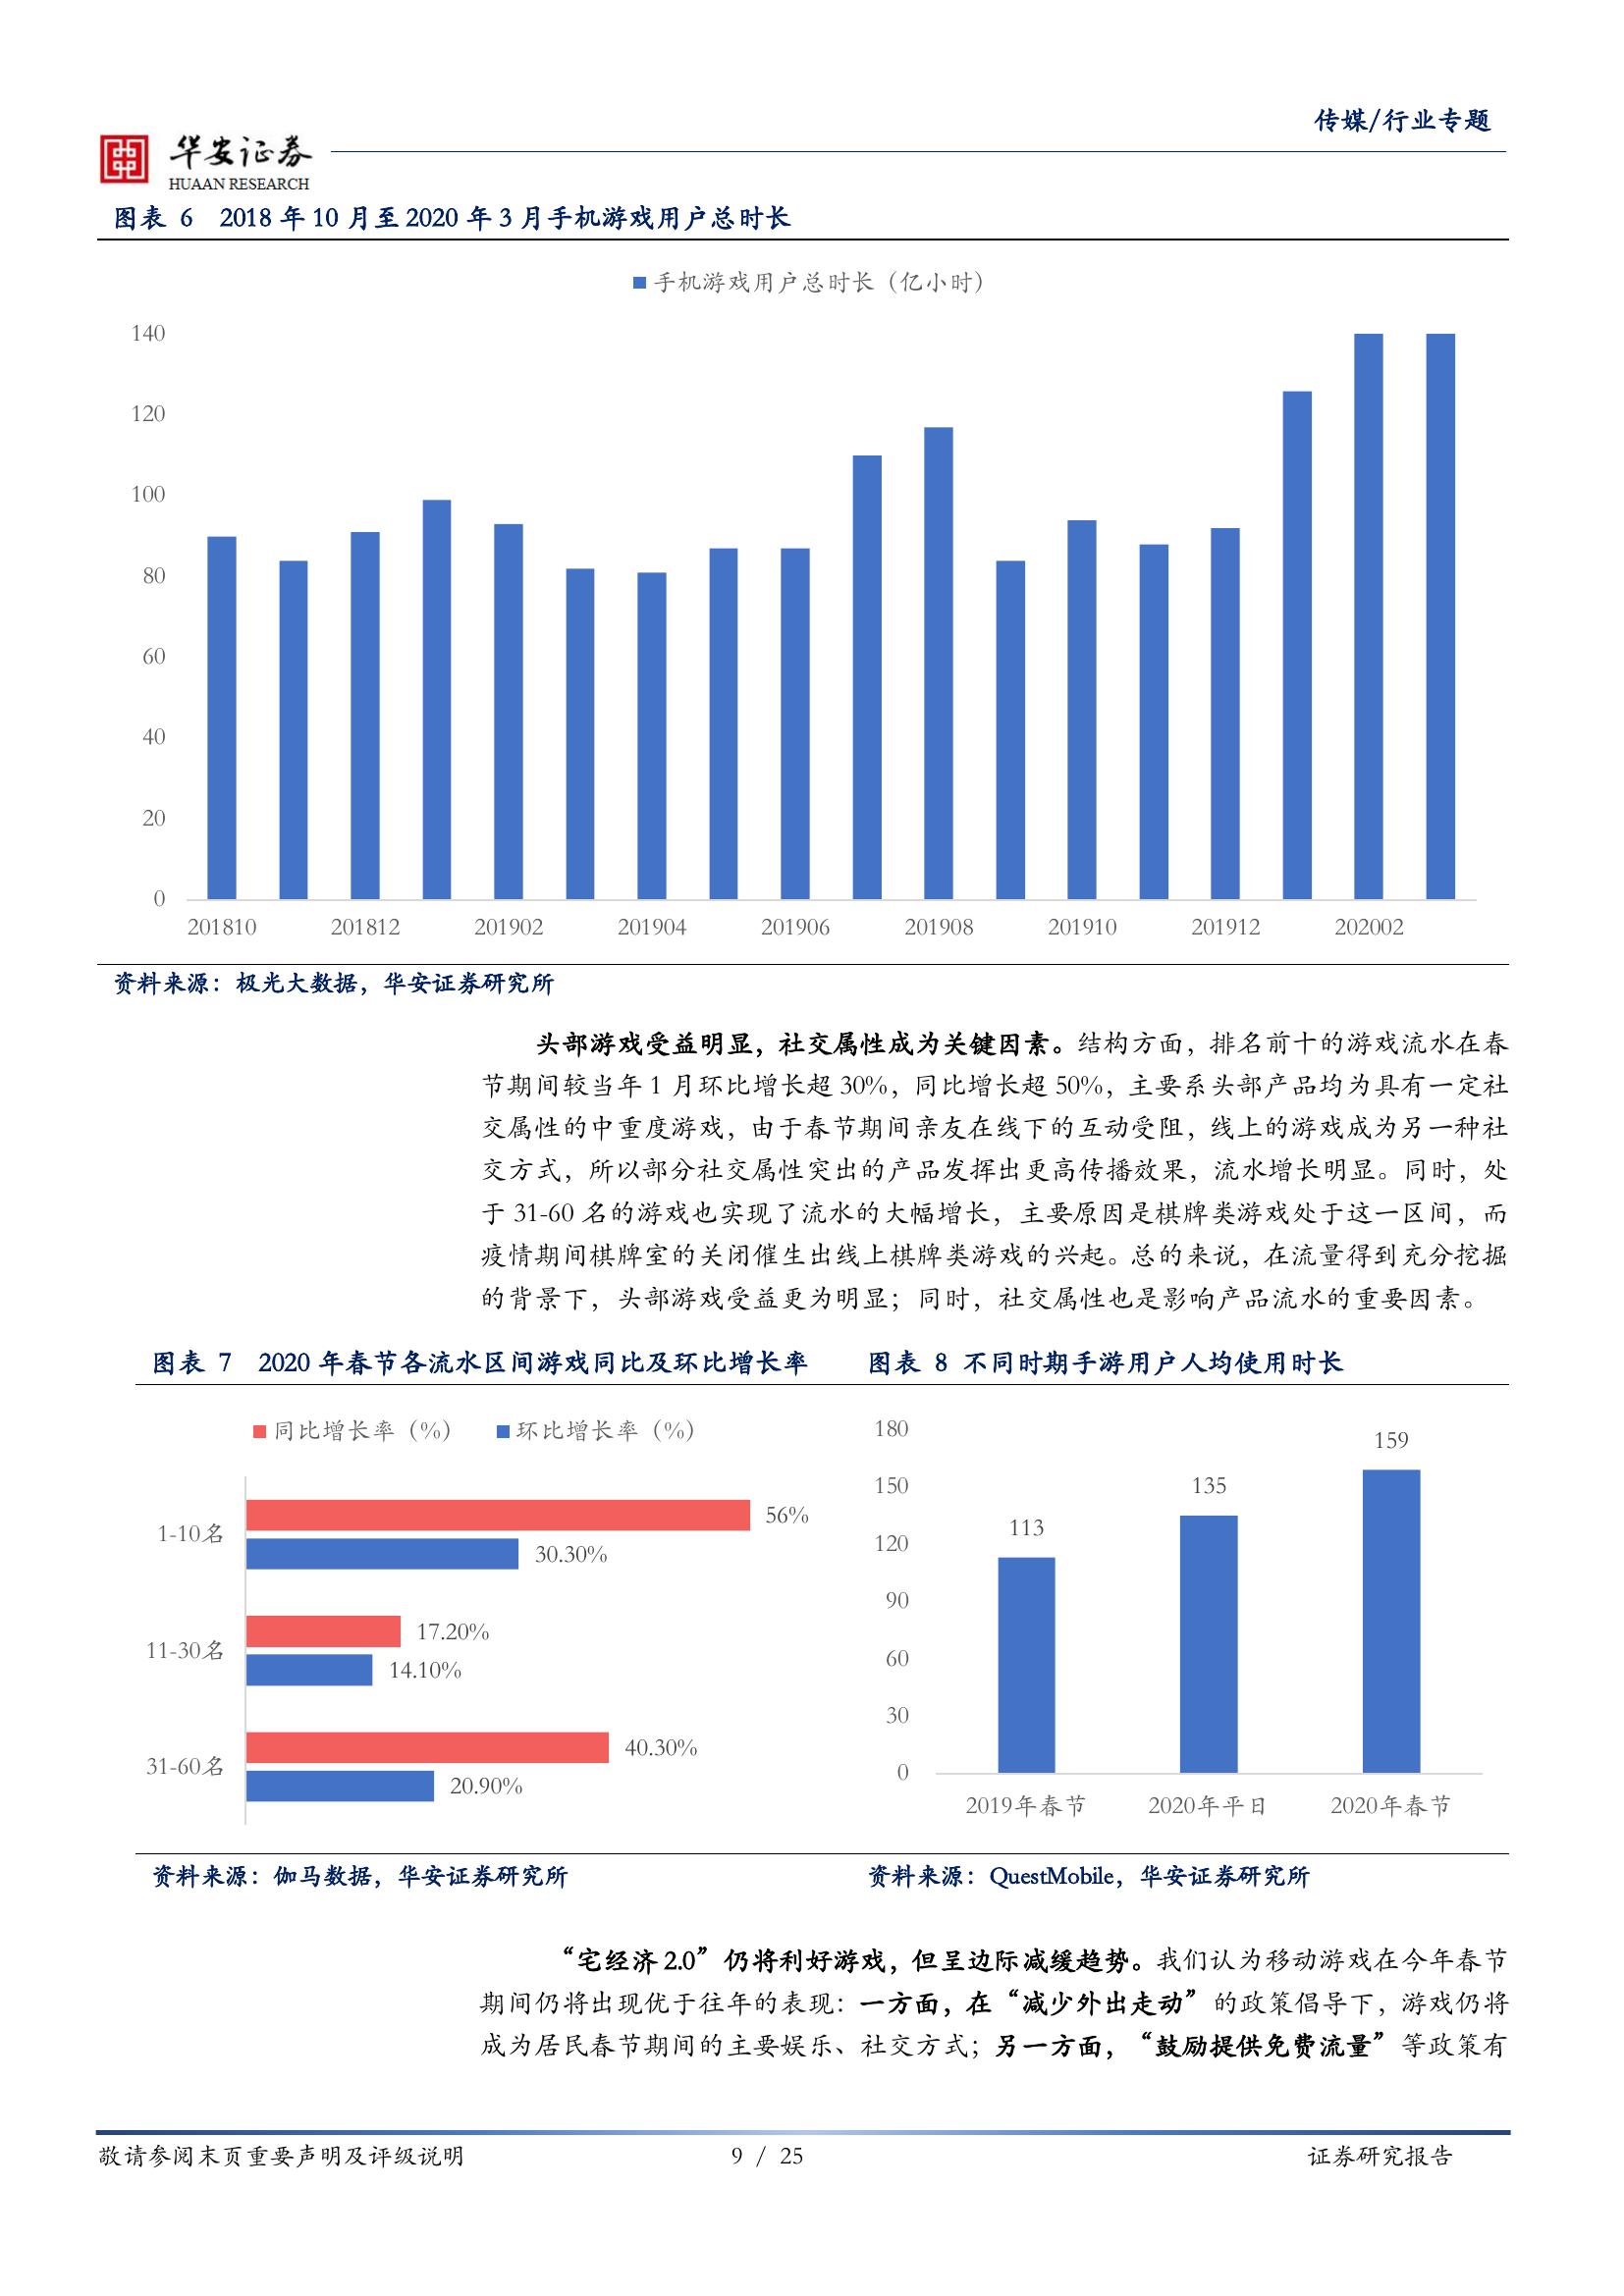 传媒/行业专题
华安证券
HUAAN RESEARCH
图表 6 2018 年 10 月至 2020 年 3 月手机游戏用户总时长
手机游戏用户总时长（亿小时）
140
120
100
80
60
40
20
0
201810 201812 201902 201904 201906 201908 201910 201912 202002
资料来源：极光大数据，华安证券研究所
头部游戏受益明显，社交属性成为关键因素。结构方面，排名前十的游戏流水在春
节期间较当年 1 月环比增长超 30%，同比增长超 50%，主要系头部产品均为具有一定社
交属性的中重度游戏，由于春节期间亲友在线下的互动受阻，线上的游戏成为另一种社
交方式，所以部分社交属性突出的产品发挥出更高传播效果，流水增长明显。同时，处
于 31-60 名的游戏也实现了流水的大幅增长，主要原因是棋牌类游戏处于这一区间，而
疫情期间棋牌室的关闭催生出线上棋牌类游戏的兴起。总的来说，在流量得到充分挖掘
的背景下，头部游戏受益更为明显；同时，社交属性也是影响产品流水的重要因素。
图表 7 2020 年春节各流水区间游戏同比及环比增长率
同比增长率（%） 环比增长率（%）
1-10名
56%
30.30%
11-30名
17.20%
14.10%
31-60名
40.30%
20.90%
资料来源：伽马数据，华安证券研究所
图表 8 不同时期手游用户人均使用时长
180
150
120
90
60
30
0
113
135
159
2019年春节 2020年平日 2020年春节
资料来源：QuestMobile，华安证券研究所
“宅经济 2.0”仍将利好游戏，但呈边际减缓趋势。我们认为移动游戏在今年春节
期间仍将出现优于往年的表现：一方面，在“减少外出走动”的政策倡导下，游戏仍将
成为居民春节期间的主要娱乐、社交方式；另一方面，“鼓励提供免费流量”等政策有
敬请参阅末页重要声明及评级说明
9 / 25
证券研究报告